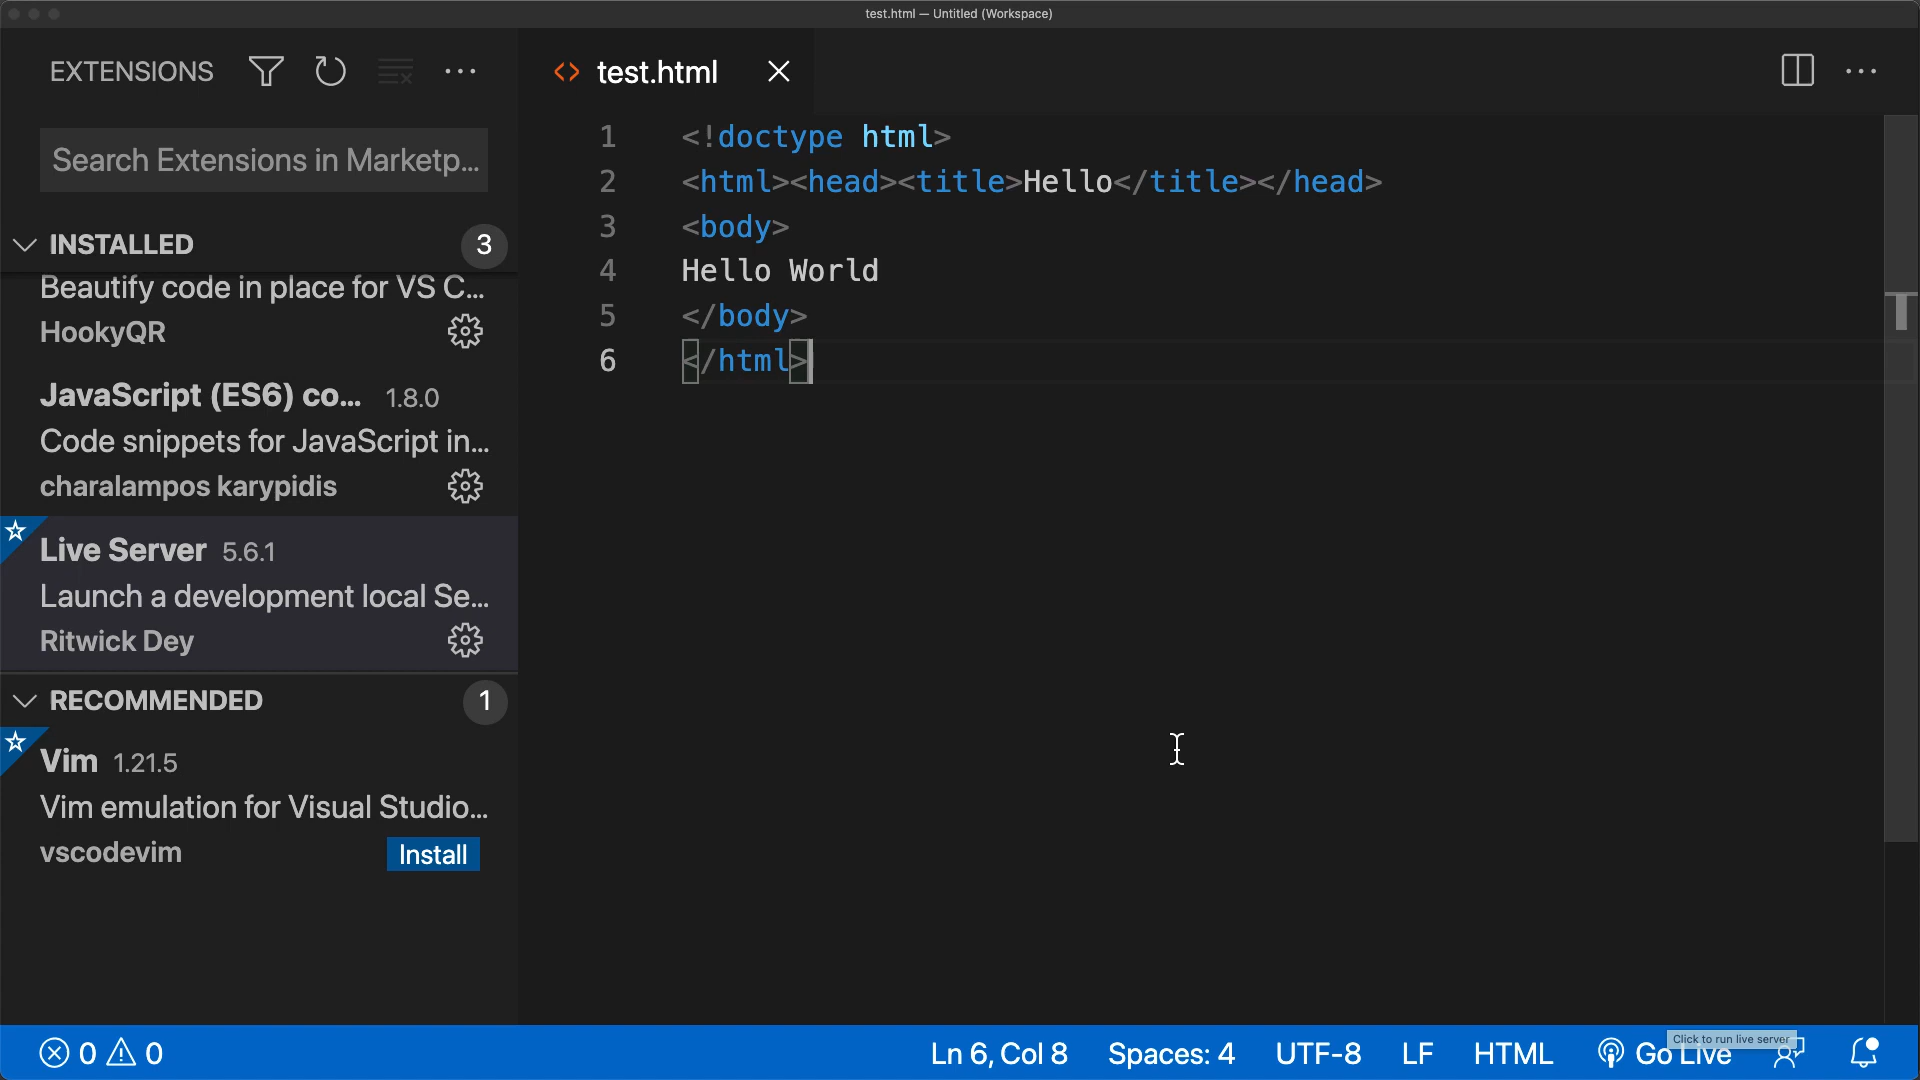 test.html — Untitled (Workspace)
EXTENSIONS
Search Extensions in Marketp...
INSTALLED 3
Beautify code in place for VS C...
HookyQR
JavaScript (ES6) co... 1.8.0
Code snippets for JavaScript in...
charalampos karypidis
Live Server 5.6.1
Launch a development local Se...
Ritwick Dey
RECOMMENDED 1
Vim 1.21.5
Vim emulation for Visual Studio...
vscodevim Install
test.html
1 <!doctype html>
2 <html><head><title>Hello</title></head>
3 <body>
4 Hello World
5 </body>
6 </html>
Click to run live server
0 0 Ln 6, Col 8 Spaces: 4 UTF-8 LF HTML Go Live